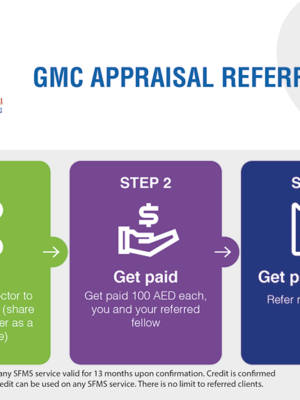 GMC APPRAISAL REFERR
STEP 2
S
Get paid
Get p
ctor to
Get paid 100 AED each,
Refer
(share
you and your referred
er as a
fellow
e)
any SFMS service valid for 13 months upon confirmation. Credit is confirmed
edit can be used on any SFMS service. There is no limit to referred clients.